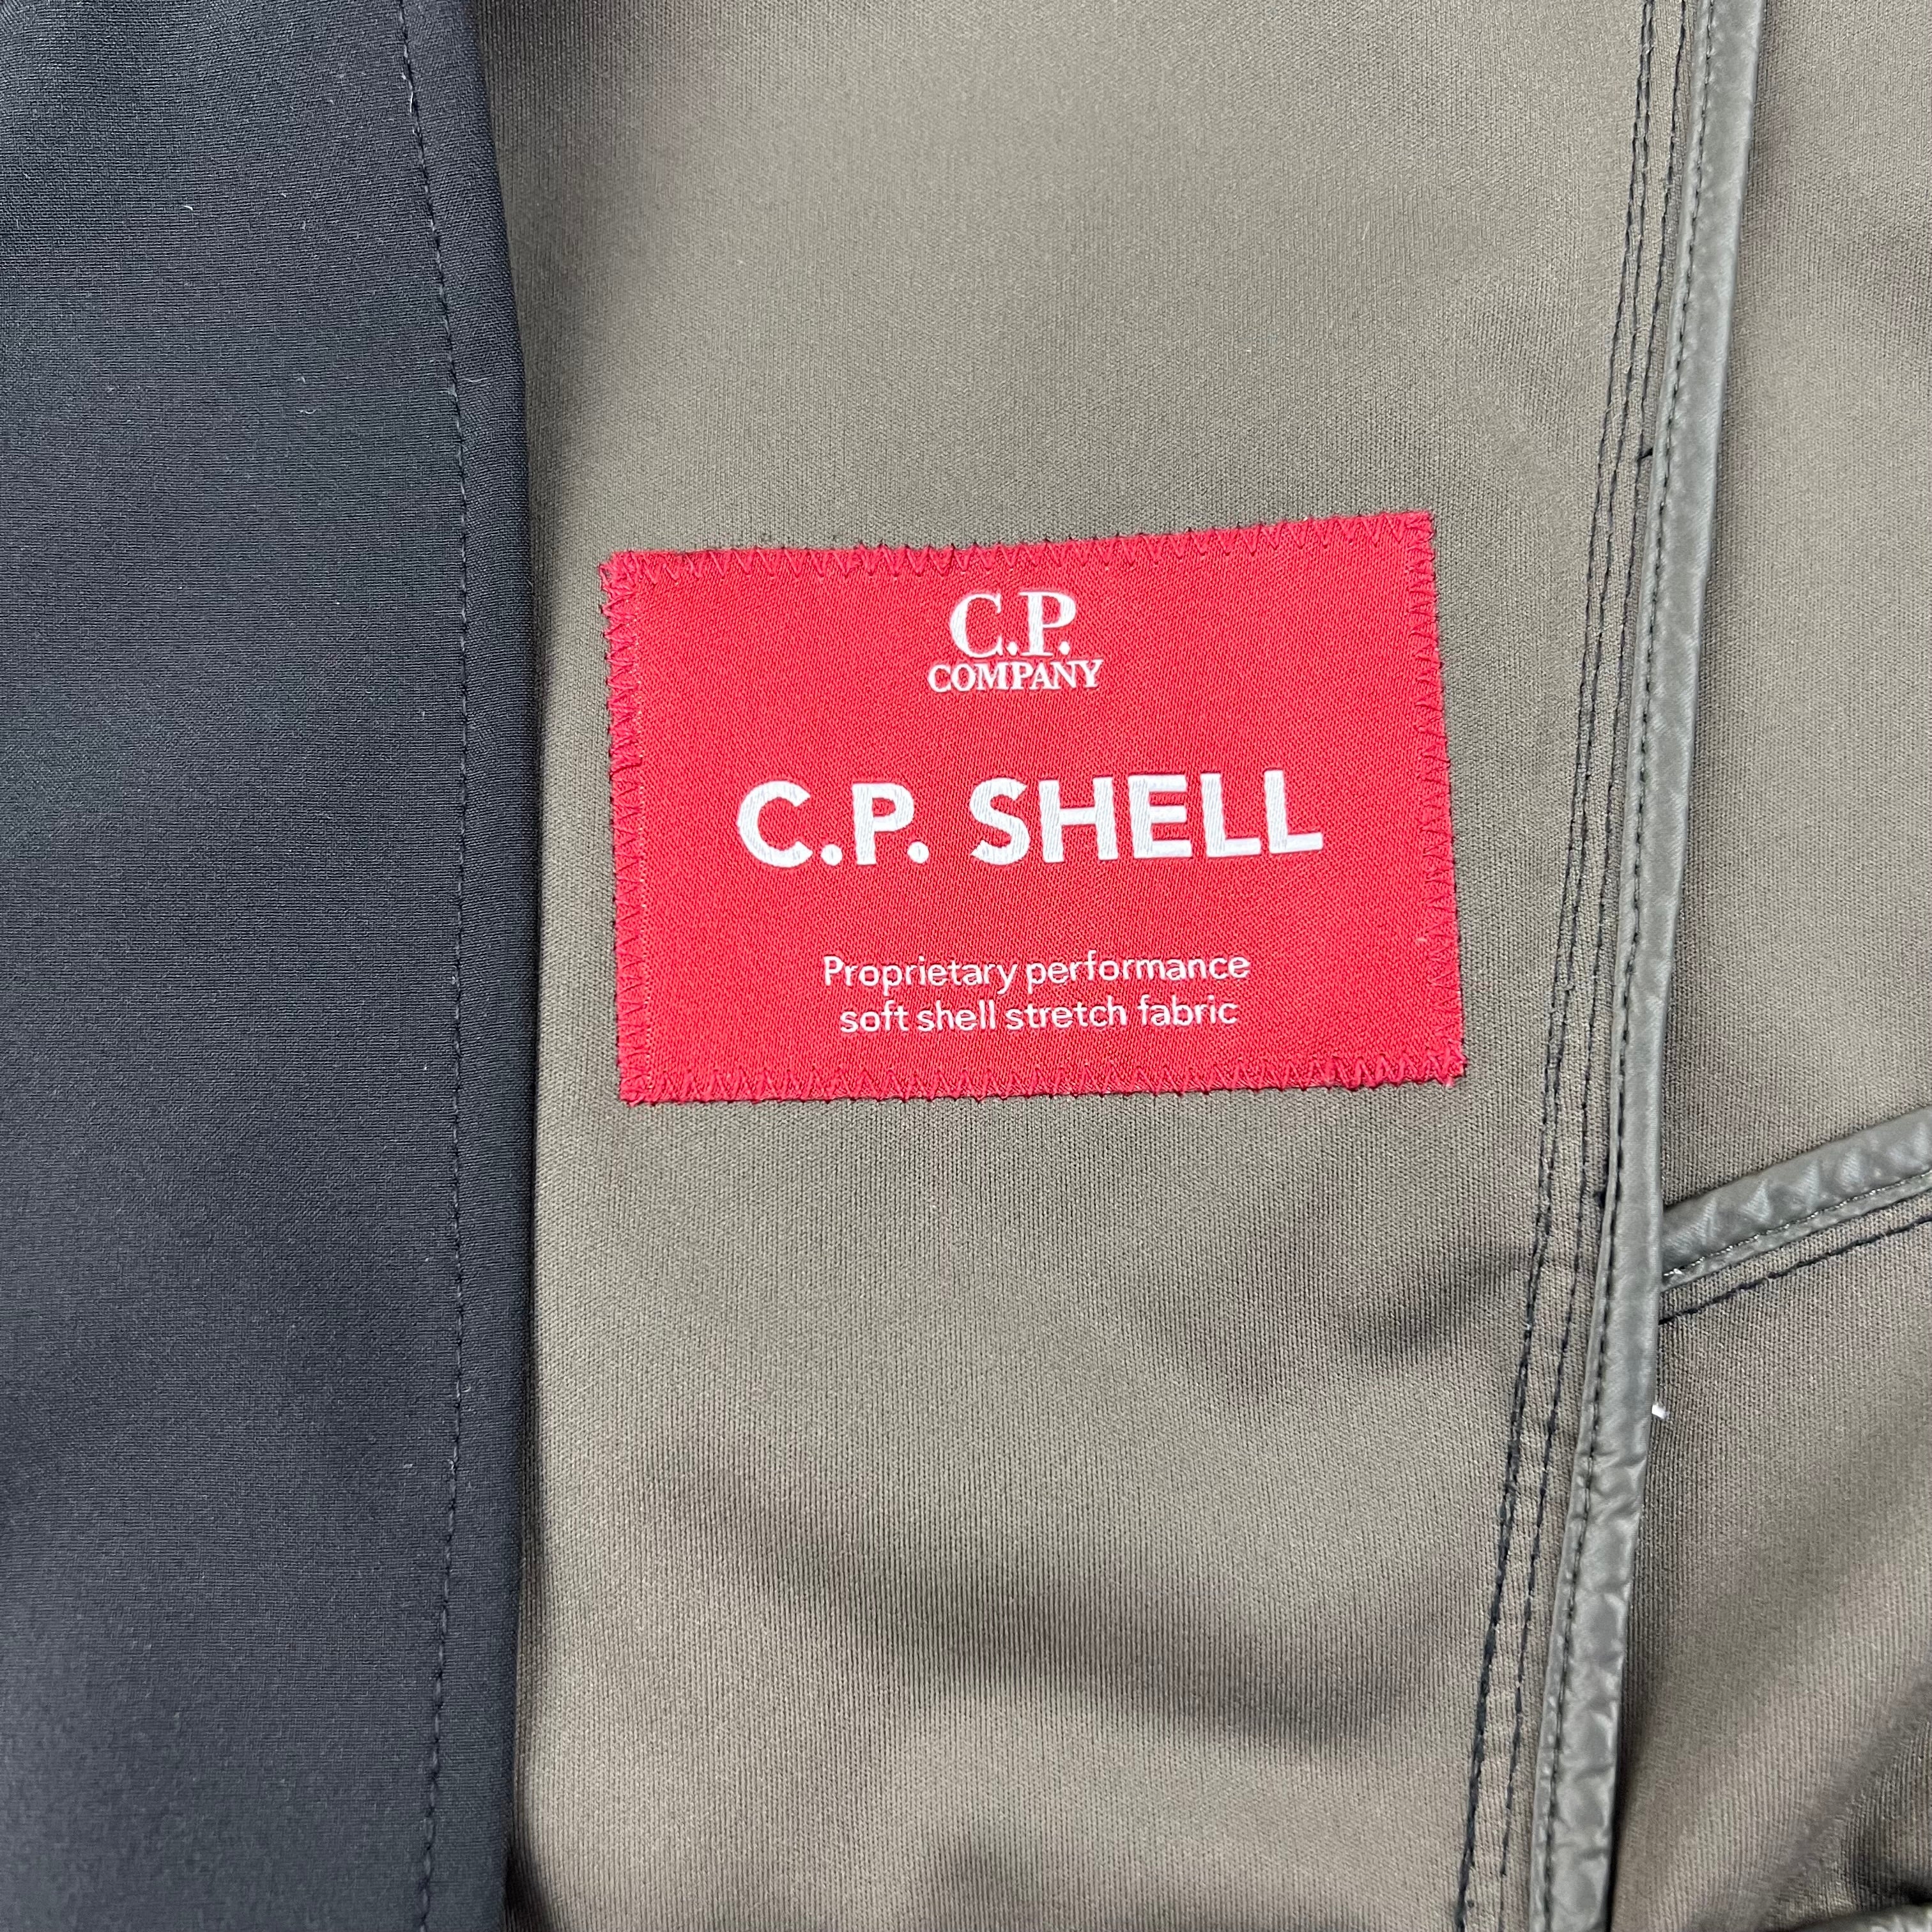 C.P.
COMPANY
C.P. SHELL
Proprietary performance
soft shell stretch fabric